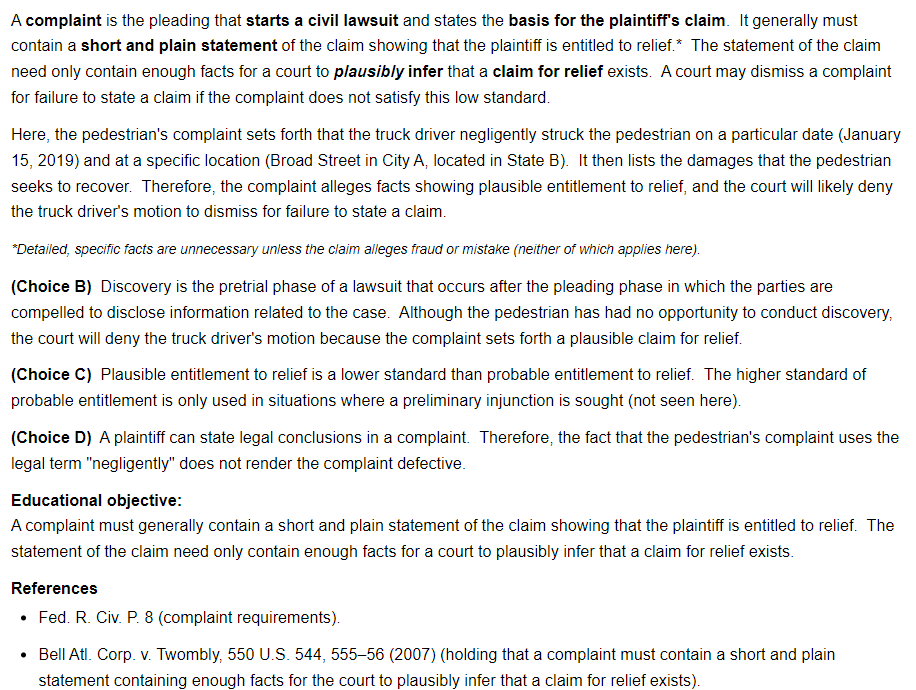 A complaint is the pleading that starts a civil lawsuit and states the basis for the plaintiff's claim.  It generally must
contain a short and plain statement of the claim showing that the plaintiff is entitled to relief.*  The statement of the claim
need only contain enough facts for a court to plausibly infer that a claim for relief exists.  A court may dismiss a complaint
for failure to state a claim if the complaint does not satisfy this low standard.
Here, the pedestrian's complaint sets forth that the truck driver negligently struck the pedestrian on a particular date (January
15, 2019) and at a specific location (Broad Street in City A, located in State B).  It then lists the damages that the pedestrian
seeks to recover.  Therefore, the complaint alleges facts showing plausible entitlement to relief, and the court will likely deny
the truck driver's motion to dismiss for failure to state a claim.
*Detailed, specific facts are unnecessary unless the claim alleges fraud or mistake (neither of which applies here).
(Choice B)  Discovery is the pretrial phase of a lawsuit that occurs after the pleading phase in which the parties are
compelled to disclose information related to the case.  Although the pedestrian has had no opportunity to conduct discovery,
the court will deny the truck driver's motion because the complaint sets forth a plausible claim for relief.
(Choice C)  Plausible entitlement to relief is a lower standard than probable entitlement to relief.  The higher standard of
probable entitlement is only used in situations where a preliminary injunction is sought (not seen here).
(Choice D)  A plaintiff can state legal conclusions in a complaint.  Therefore, the fact that the pedestrian's complaint uses the
legal term "negligently" does not render the complaint defective.
Educational objective:
A complaint must generally contain a short and plain statement of the claim showing that the plaintiff is entitled to relief.  The
statement of the claim need only contain enough facts for a court to plausibly infer that a claim for relief exists.
References
• Fed. R. Civ. P. 8 (complaint requirements).
• Bell Atl. Corp. v. Twombly, 550 U.S. 544, 555–56 (2007) (holding that a complaint must contain a short and plain
statement containing enough facts for the court to plausibly infer that a claim for relief exists).